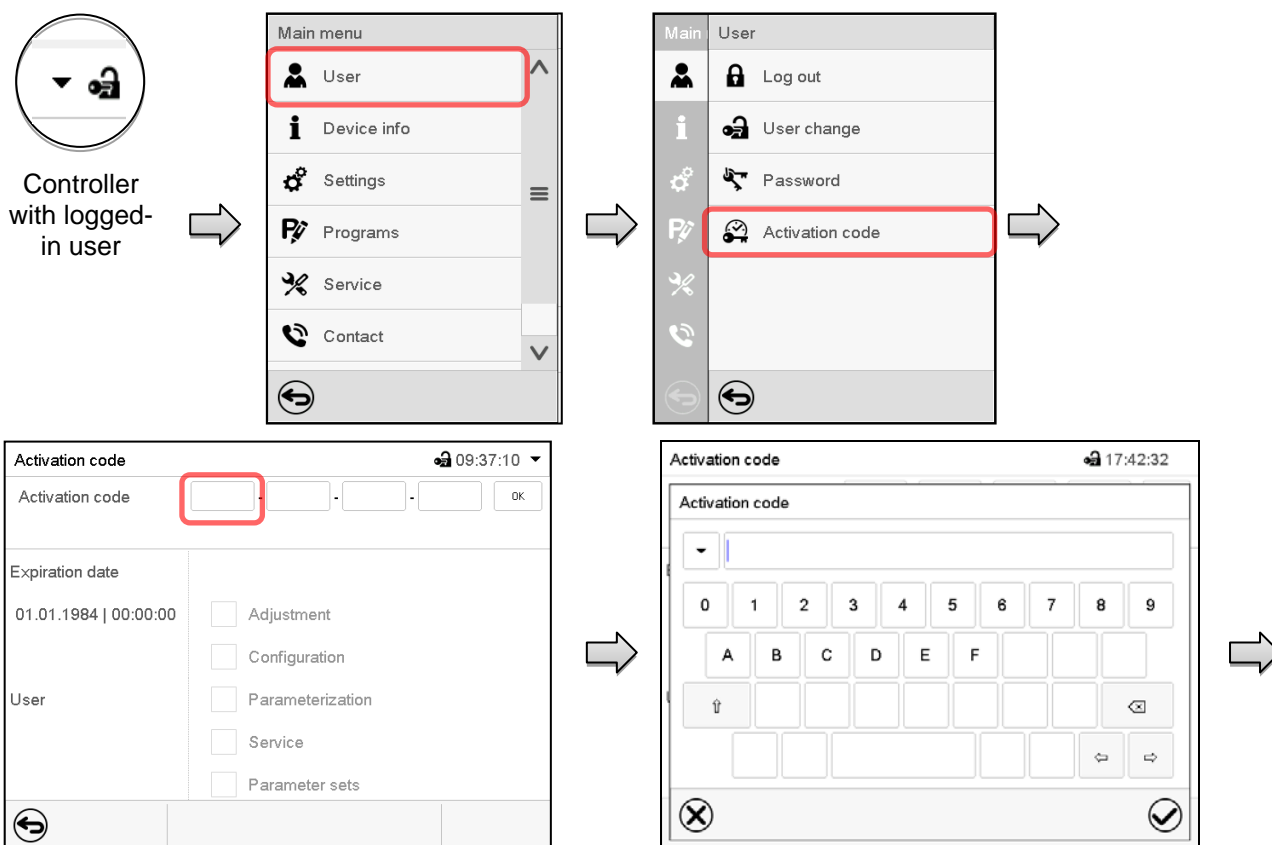 Controller
with logged-
in user
Main menu
User
Device info
Settings
Programs
Service
Contact
Main
User
Log out
User change
Password
Activation code
Activation code
09:37:10
Activation code
- - -
OK
Expiration date
01.01.1984 | 00:00:00
Adjustment
Configuration
User
Parameterization
Service
Parameter sets
Activation code
17:42:32
Activation code
0 1 2 3 4 5 6 7 8 9
A B C D E F